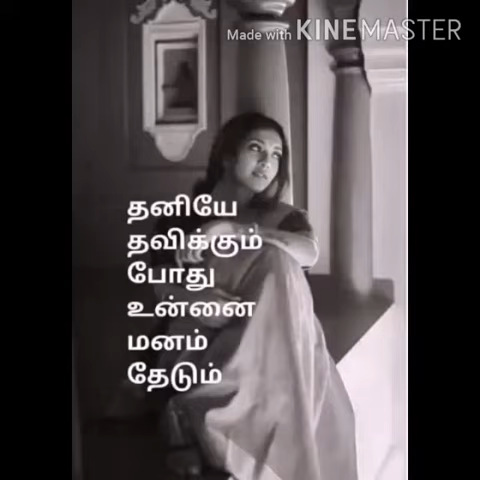 Made with KINEMASTER
தனியே
தவிக்கும்
போது
உன்னை
மனம்
தேடும்